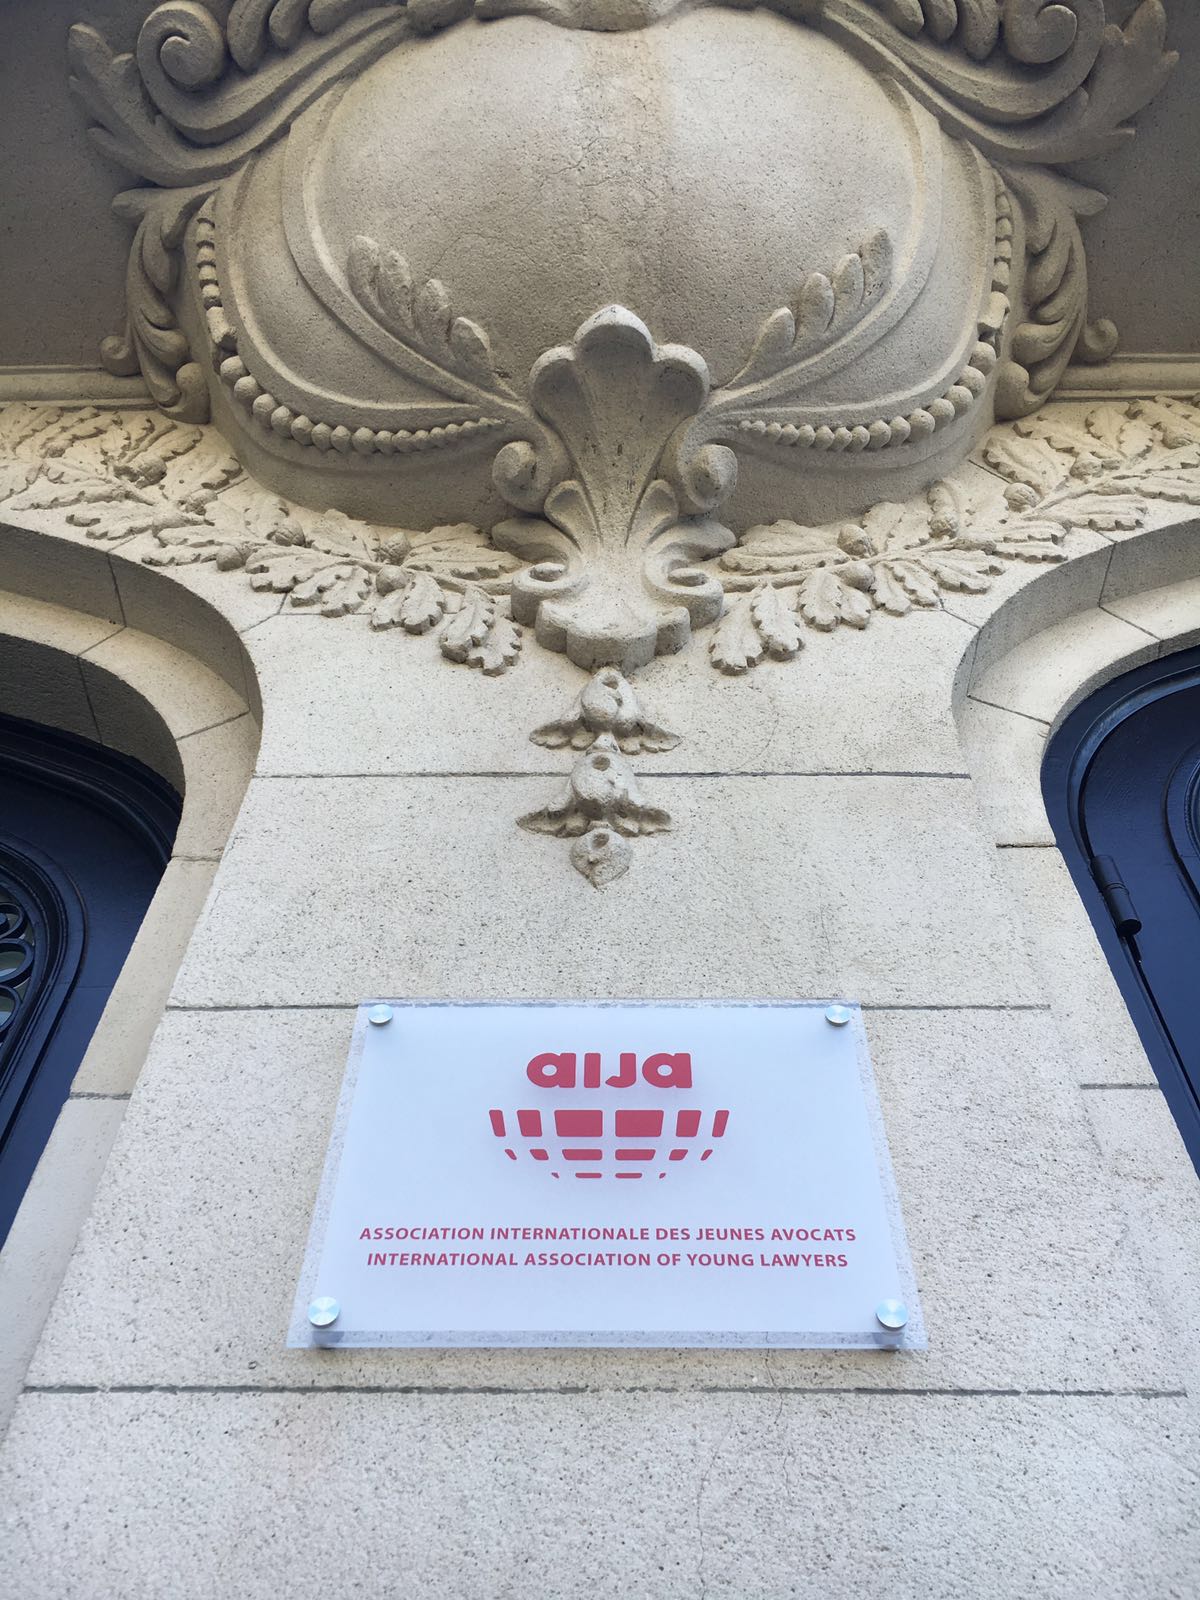 aija
ASSOCIATION INTERNATIONALE DES JEUNES AVOCATS
INTERNATIONAL ASSOCIATION OF YOUNG LAWYERS